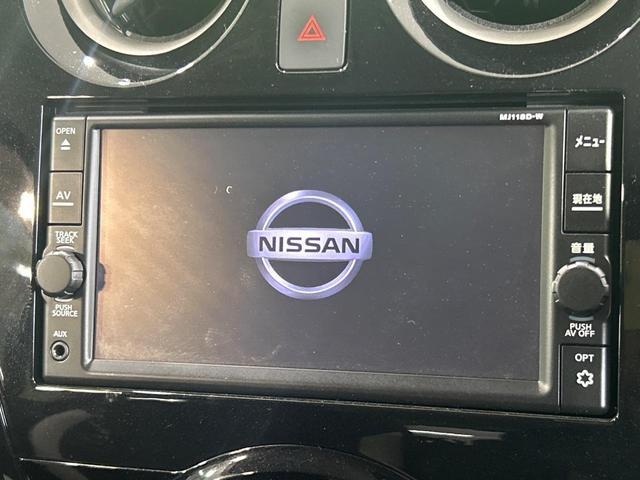 MJ118D-W
OPEN
AV
TRACK
SEEK
PUSH
SOURCE
AUX
NISSAN
メニュー
現在地
音量
PUSH
AV OFF
OPT